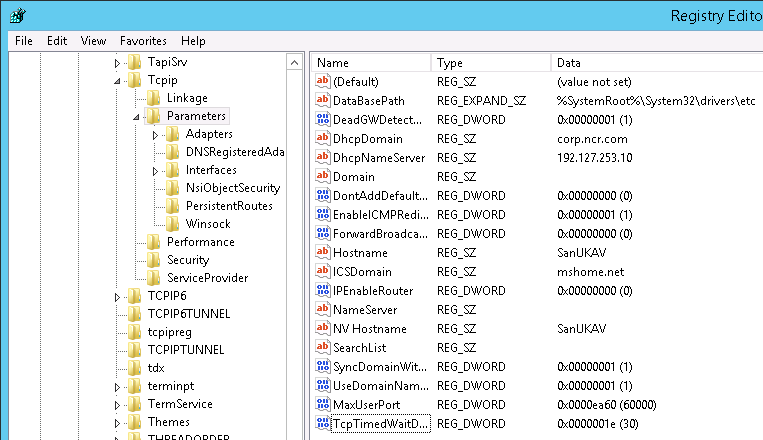 Registry Edito
File Edit View Favorites Help
TapiSrv
Tcpip
Linkage
Parameters
Adapters
DNSRegisteredAda
Interfaces
NsiObjectSecurity
PersistentRoutes
Winsock
Performance
Security
ServiceProvider
TCPIP6
TCPIP6TUNNEL
tcpipreg
TCPIPTUNNEL
tdx
terminpt
TermService
Themes
THREADORDER
Name Type Data
(Default) REG_SZ (value not set)
DataBasePath REG_EXPAND_SZ %SystemRoot%\System32\drivers\etc
DeadGWDetect... REG_DWORD 0x00000001 (1)
DhcpDomain REG_SZ corp.ncr.com
DhcpNameServer REG_SZ 192.127.253.10
Domain REG_SZ
DontAddDefault... REG_DWORD 0x00000000 (0)
EnableICMPRedi... REG_DWORD 0x00000001 (1)
ForwardBroadca... REG_DWORD 0x00000000 (0)
Hostname REG_SZ SanUKAV
ICSDomain REG_SZ mshome.net
IPEnableRouter REG_DWORD 0x00000000 (0)
NameServer REG_SZ
NV Hostname REG_SZ SanUKAV
SearchList REG_SZ
SyncDomainWit... REG_DWORD 0x00000001 (1)
UseDomainNam... REG_DWORD 0x00000001 (1)
MaxUserPort REG_DWORD 0x0000ea60 (60000)
TcpTimedWaitD... REG_DWORD 0x0000001e (30)